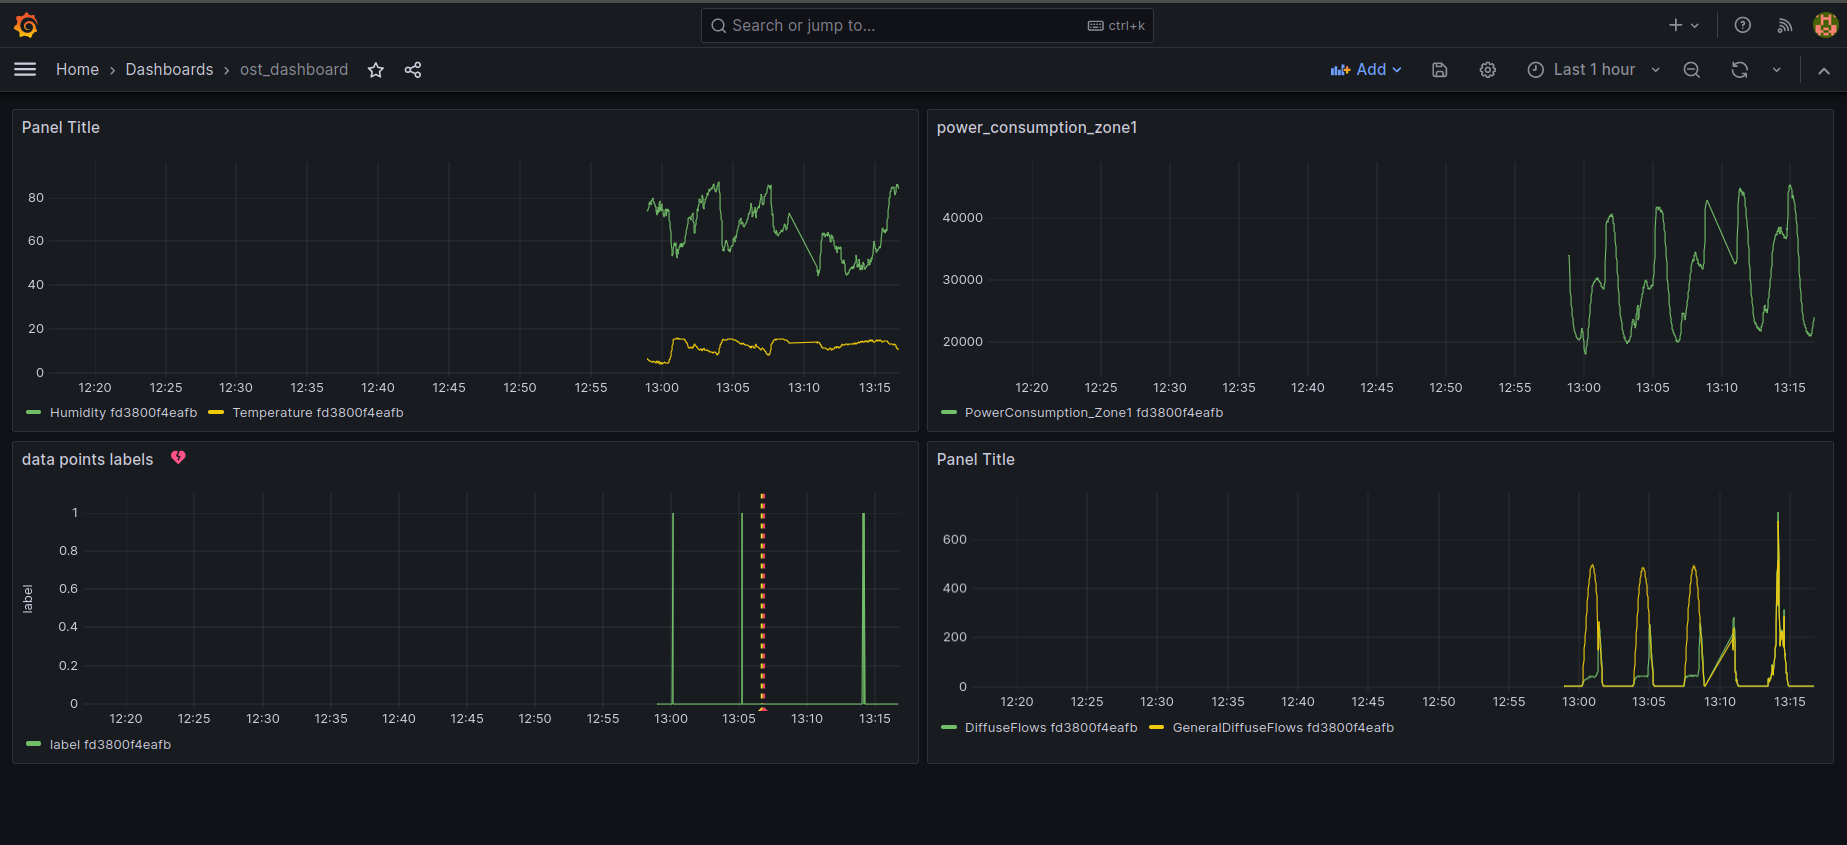 Search or jump to... ctrl+k
Home › Dashboards › ost_dashboard Add Last 1 hour
Panel Title
80
60
40
20
0
12:20 12:25 12:30 12:35 12:40 12:45 12:50 12:55 13:00 13:05 13:10 13:15
Humidity fd3800f4eafb Temperature fd3800f4eafb
power_consumption_zone1
40000
30000
20000
12:20 12:25 12:30 12:35 12:40 12:45 12:50 12:55 13:00 13:05 13:10 13:15
PowerConsumption_Zone1 fd3800f4eafb
data points labels
label
1
0.8
0.6
0.4
0.2
0
12:20 12:25 12:30 12:35 12:40 12:45 12:50 12:55 13:00 13:05 13:10 13:15
label fd3800f4eafb
Panel Title
600
400
200
0
12:20 12:25 12:30 12:35 12:40 12:45 12:50 12:55 13:00 13:05 13:10 13:15
DiffuseFlows fd3800f4eafb GeneralDiffuseFlows fd3800f4eafb